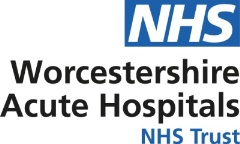 NHS
Worcestershire
Acute Hospitals
NHS Trust